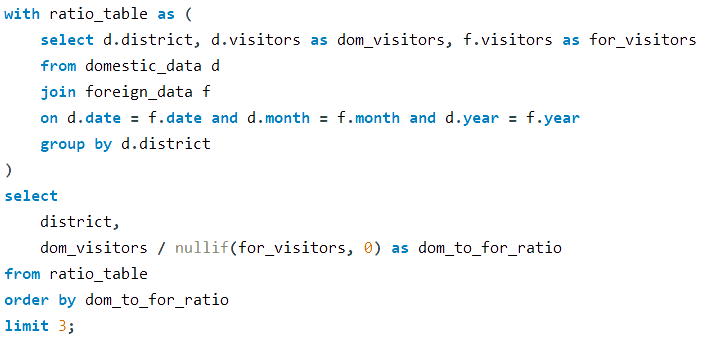 with ratio_table as (
    select d.district, d.visitors as dom_visitors, f.visitors as for_visitors
    from domestic_data d
    join foreign_data f
    on d.date = f.date and d.month = f.month and d.year = f.year
    group by d.district
)
select
    district,
    dom_visitors / nullif(for_visitors, 0) as dom_to_for_ratio
from ratio_table
order by dom_to_for_ratio
limit 3;